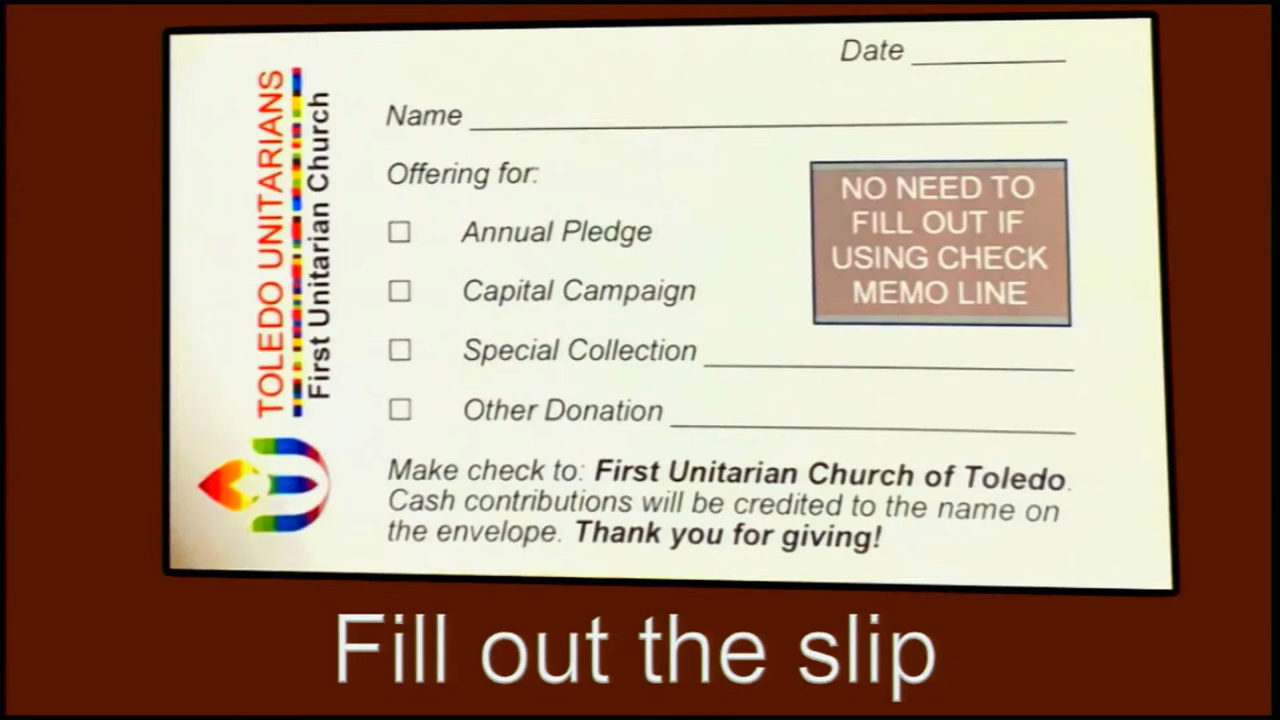 TOLEDO UNITARIANS
First Unitarian Church
Date
Name
Offering for:
Annual Pledge
Capital Campaign
Special Collection
Other Donation
NO NEED TO
FILL OUT IF
USING CHECK
MEMO LINE
Make check to: First Unitarian Church of Toledo.
Cash contributions will be credited to the name on
the envelope. Thank you for giving!
Fill out the slip